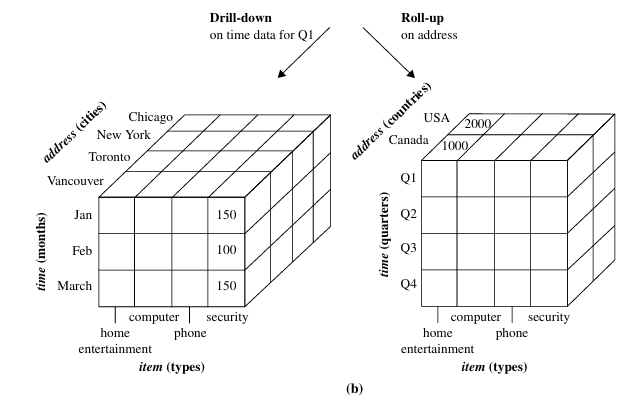 Drill-down
on time data for Q1
Roll-up
on address
address (cities)
Chicago
New York
Toronto
Vancouver
time (months)
Jan
Feb
March
150
100
150
computer
security
home
phone
entertainment
item (types)
address (countries)
USA
2000
Canada
1000
time (quarters)
Q1
Q2
Q3
Q4
computer
security
home
phone
entertainment
item (types)
(b)